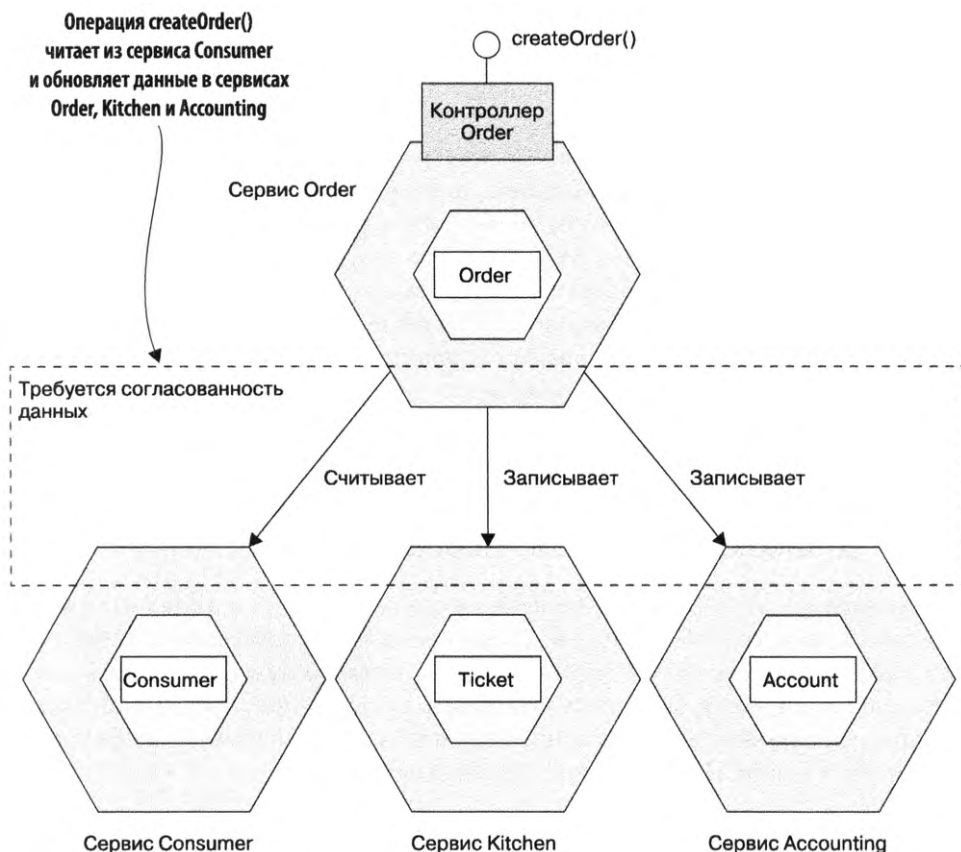 Операция createOrder()
читает из сервиса Consumer
и обновляет данные в сервисах
Order, Kitchen и Accounting
createOrder()
Контроллер
Order
Сервис Order
Order
Требуется согласованность
данных
Считывает
Записывает
Записывает
Consumer
Ticket
Account
Сервис Consumer
Сервис Kitchen
Сервис Accounting